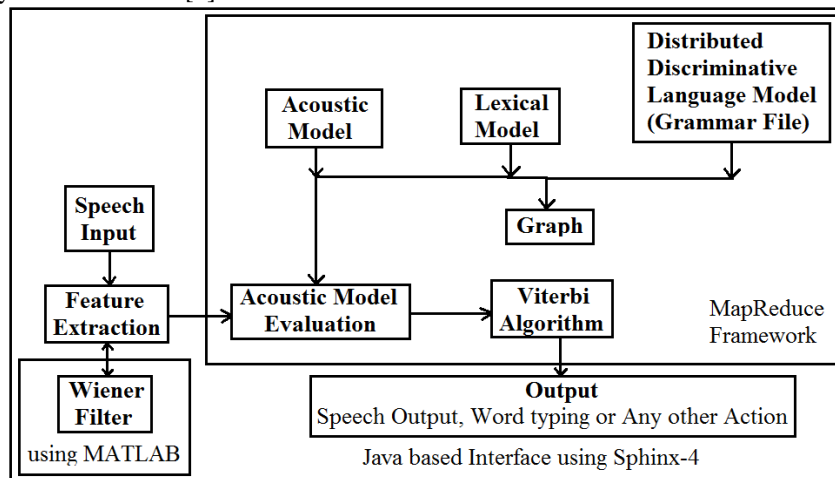 Distributed
Discriminative
Language Model
(Grammar File)
Acoustic
Model
Lexical
Model
Speech
Input
Graph
Feature
Extraction
Acoustic Model
Evaluation
Viterbi
Algorithm
MapReduce
Framework
Wiener
Filter
using MATLAB
Output
Speech Output, Word typing or Any other Action
Java based Interface using Sphinx-4